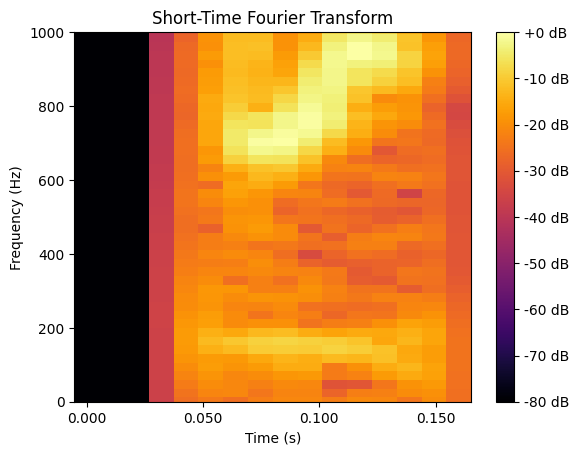 Short-Time Fourier Transform
1000
800
600
400
200
0
Frequency (Hz)
0.000
0.050
0.100
0.150
Time (s)
+0 dB
-10 dB
-20 dB
-30 dB
-40 dB
-50 dB
-60 dB
-70 dB
-80 dB